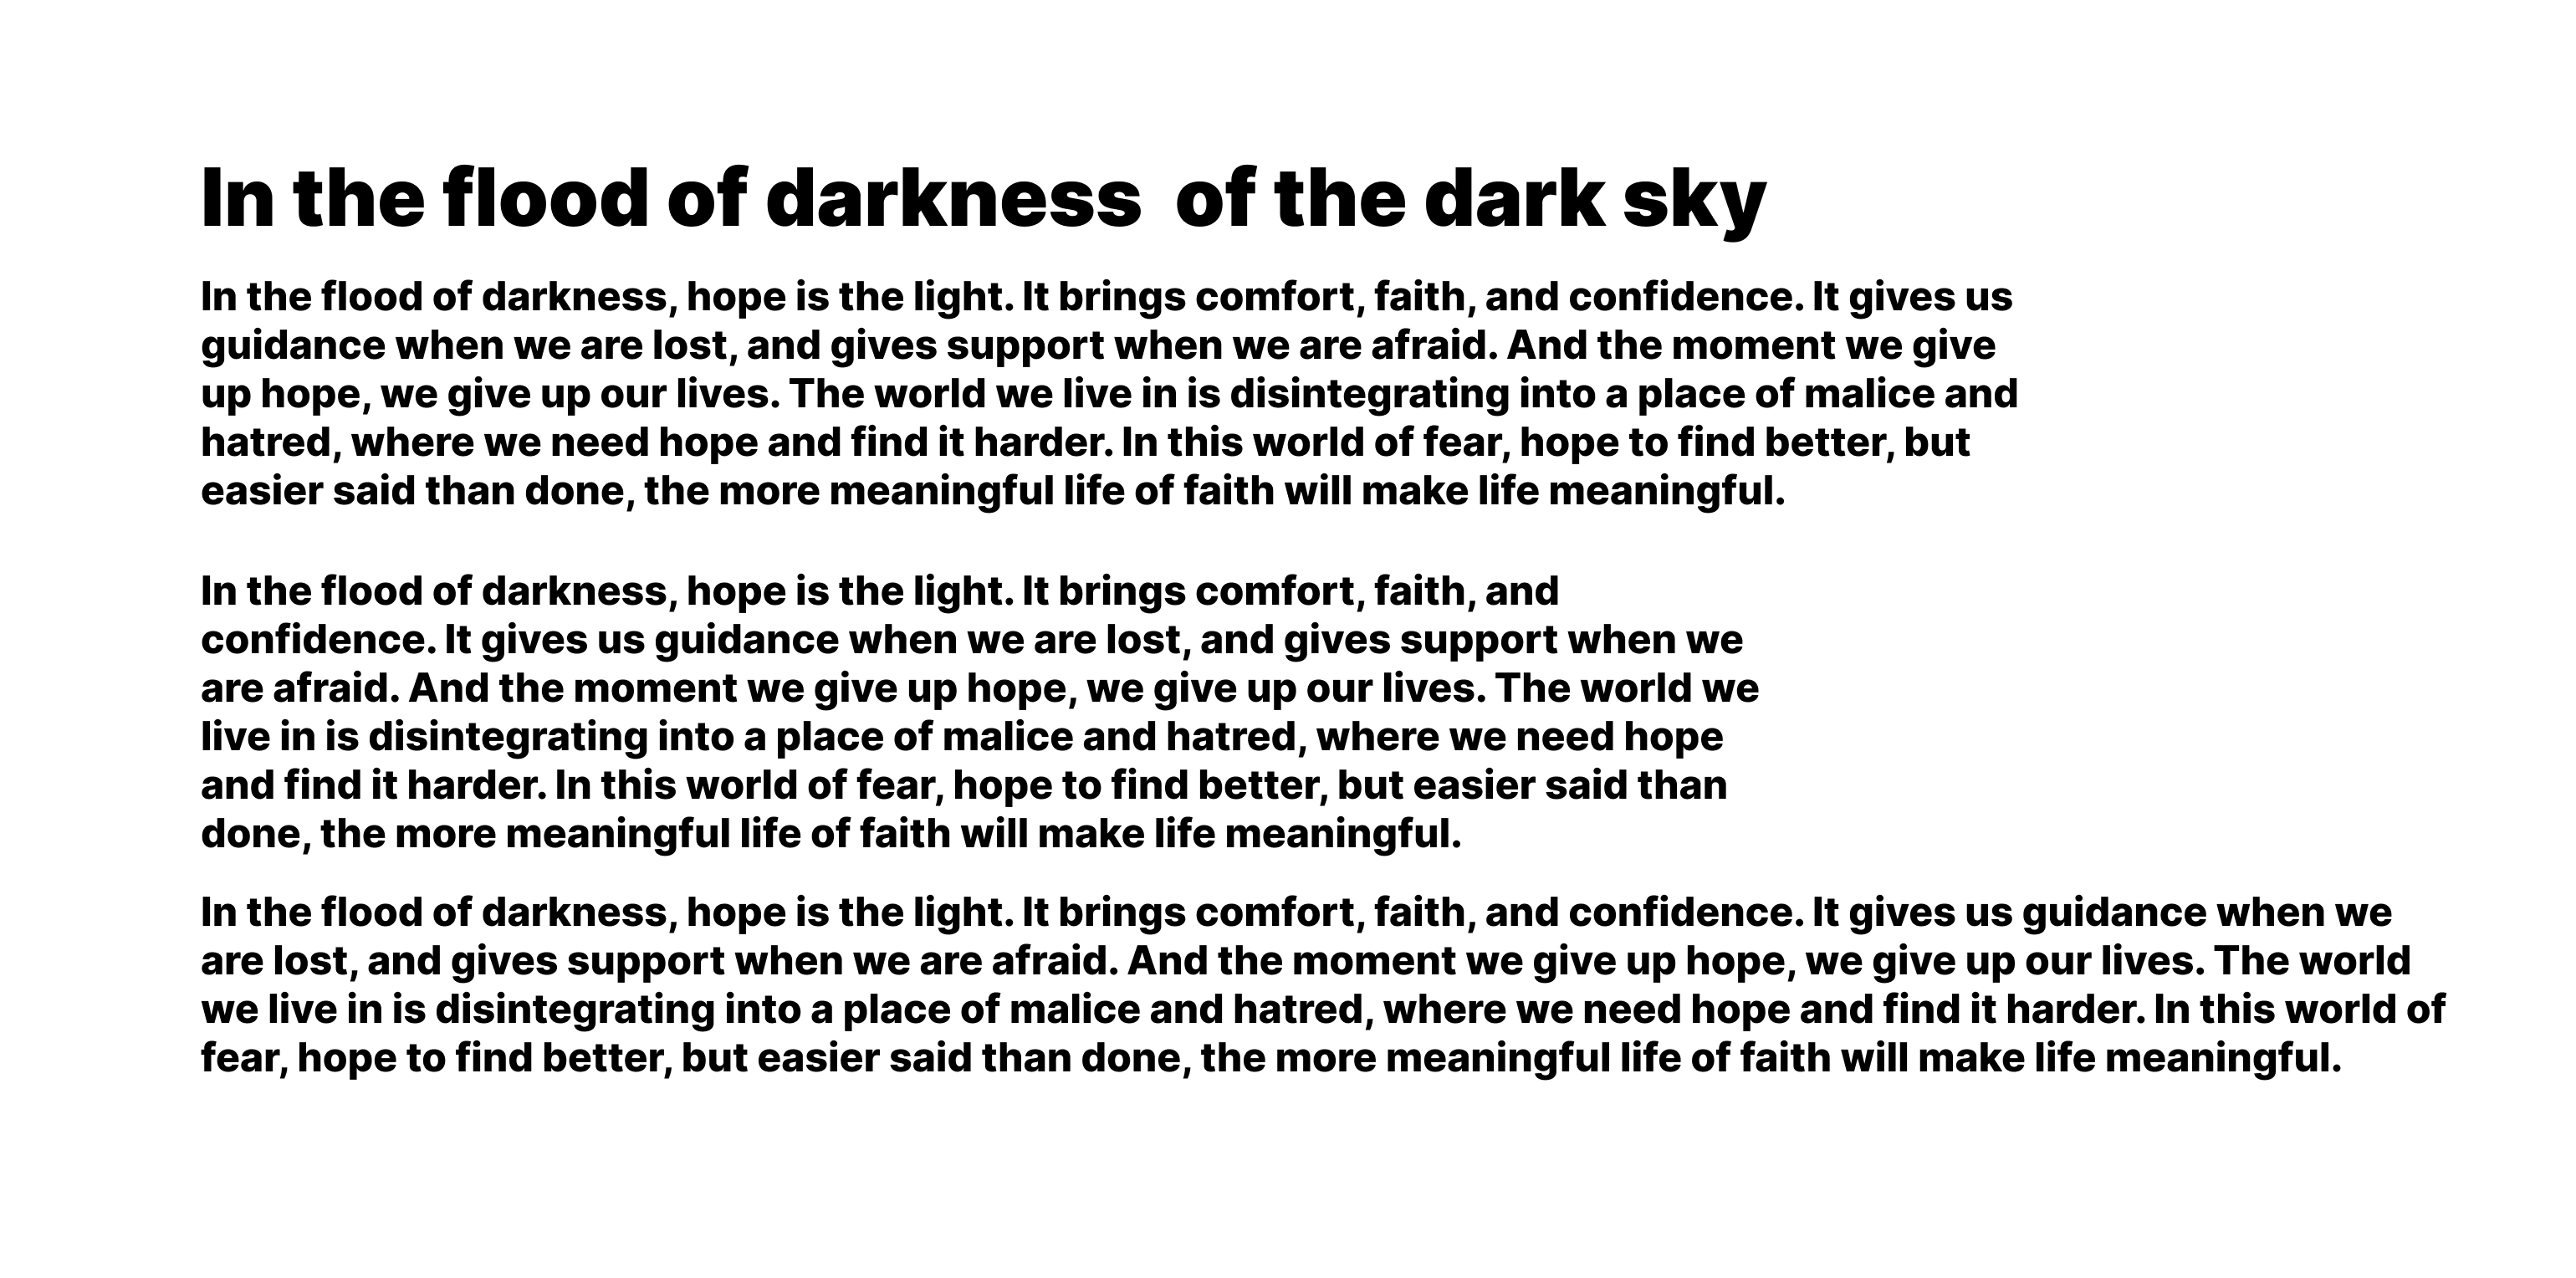 In the flood of darkness  of the dark sky
In the flood of darkness, hope is the light. It brings comfort, faith, and confidence. It gives us
guidance when we are lost, and gives support when we are afraid. And the moment we give
up hope, we give up our lives. The world we live in is disintegrating into a place of malice and
hatred, where we need hope and find it harder. In this world of fear, hope to find better, but
easier said than done, the more meaningful life of faith will make life meaningful.
In the flood of darkness, hope is the light. It brings comfort, faith, and
confidence. It gives us guidance when we are lost, and gives support when we
are afraid. And the moment we give up hope, we give up our lives. The world we
live in is disintegrating into a place of malice and hatred, where we need hope
and find it harder. In this world of fear, hope to find better, but easier said than
done, the more meaningful life of faith will make life meaningful.
In the flood of darkness, hope is the light. It brings comfort, faith, and confidence. It gives us guidance when we
are lost, and gives support when we are afraid. And the moment we give up hope, we give up our lives. The world
we live in is disintegrating into a place of malice and hatred, where we need hope and find it harder. In this world of
fear, hope to find better, but easier said than done, the more meaningful life of faith will make life meaningful.